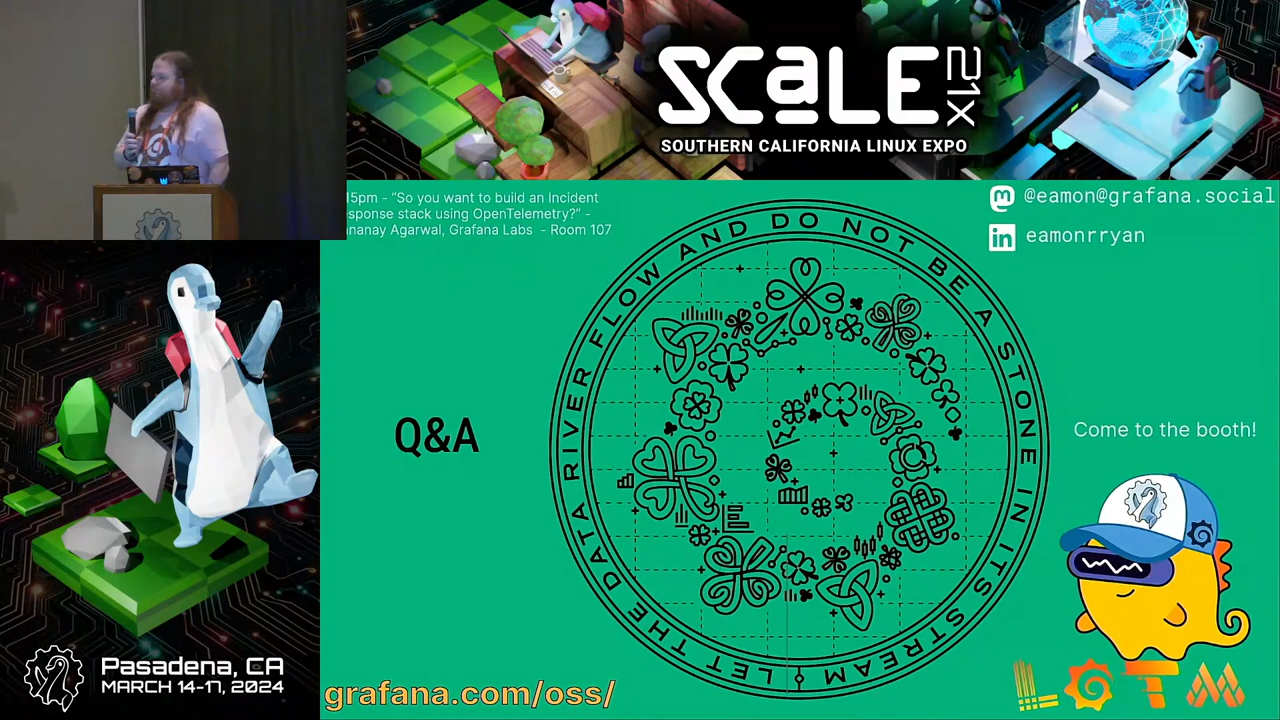 SCaLE 21X
SOUTHERN CALIFORNIA LINUX EXPO
15pm - “So you want to build an Incident
sponse stack using OpenTelemetry?” -
nanay Agarwal, Grafana Labs - Room 107
@eamon@grafana.social
in eamonrryan
LET THE DATA RIVER FLOW AND DO NOT BE A STONE IN ITS STREAM
Q&A
Come to the booth!
Pasadena, CA
MARCH 14-17, 2024
grafana.com/oss/